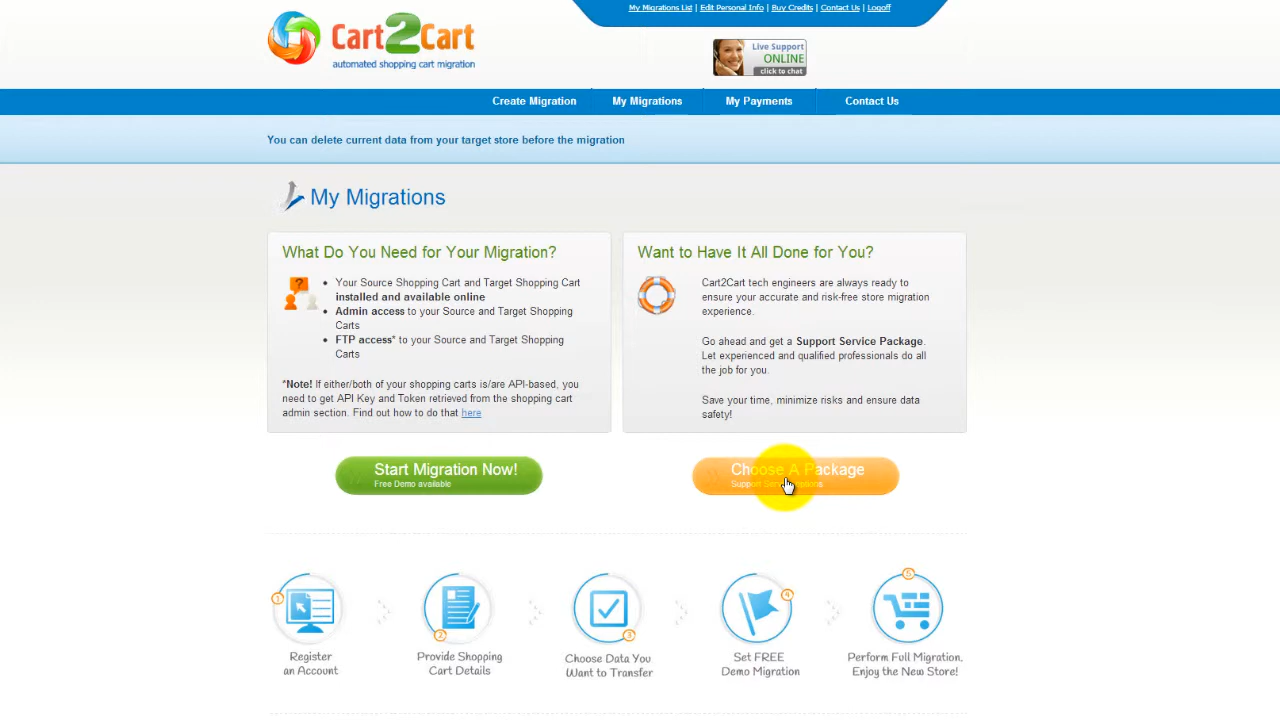 My Migrations List | Edit Personal Info | Buy Credits | Contact Us | Logoff
Cart2Cart
automated shopping cart migration
Live Support
ONLINE
click to chat
Create Migration
My Migrations
My Payments
Contact Us
You can delete current data from your target store before the migration
My Migrations
What Do You Need for Your Migration?
?
• Your Source Shopping Cart and Target Shopping Cart
installed and available online
• Admin access to your Source and Target Shopping
Carts
• FTP access* to your Source and Target Shopping
Carts
*Note! If either/both of your shopping carts is/are API-based, you
need to get API Key and Token retrieved from the shopping cart
admin section. Find out how to do that here
Want to Have It All Done for You?
Cart2Cart tech engineers are always ready to
ensure your accurate and risk-free store migration
experience.
Go ahead and get a Support Service Package.
Let experienced and qualified professionals do all
the job for you.
Save your time, minimize risks and ensure data
safety!
Start Migration Now!
Free Demo available
Choose A Package
Support
1
2
3
4
5
Register
an Account
Provide Shopping
Cart Details
Choose Data You
Want to Transfer
Set FREE
Demo Migration
Perform Full Migration,
Enjoy the New Store!